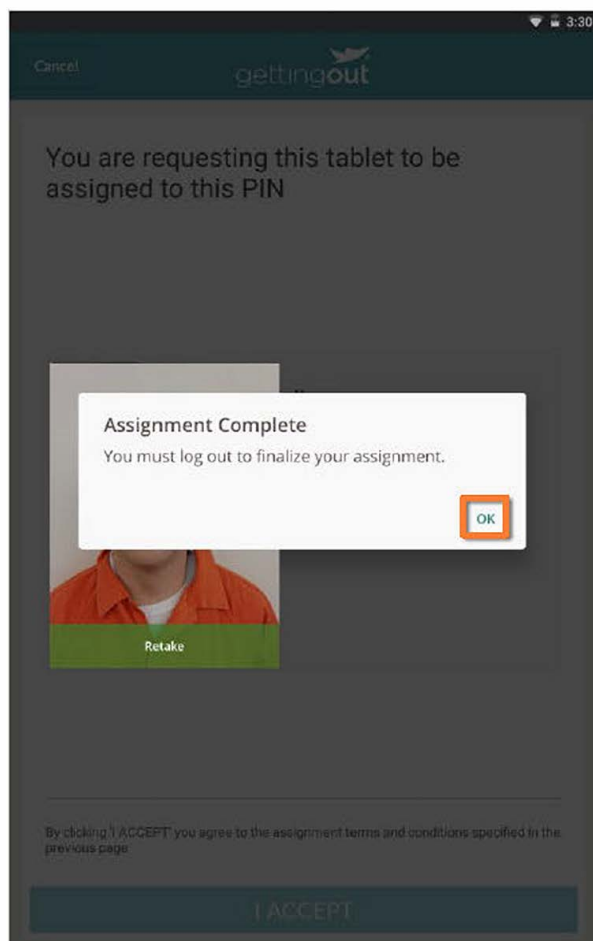 3:30
Cancel
gettingout
You are requesting this tablet to be
assigned to this PIN
Assignment Complete
You must log out to finalize your assignment.
OK
Retake
By clicking 'I ACCEPT' you agree to the assignment terms and conditions specified in the
previous page
I ACCEPT